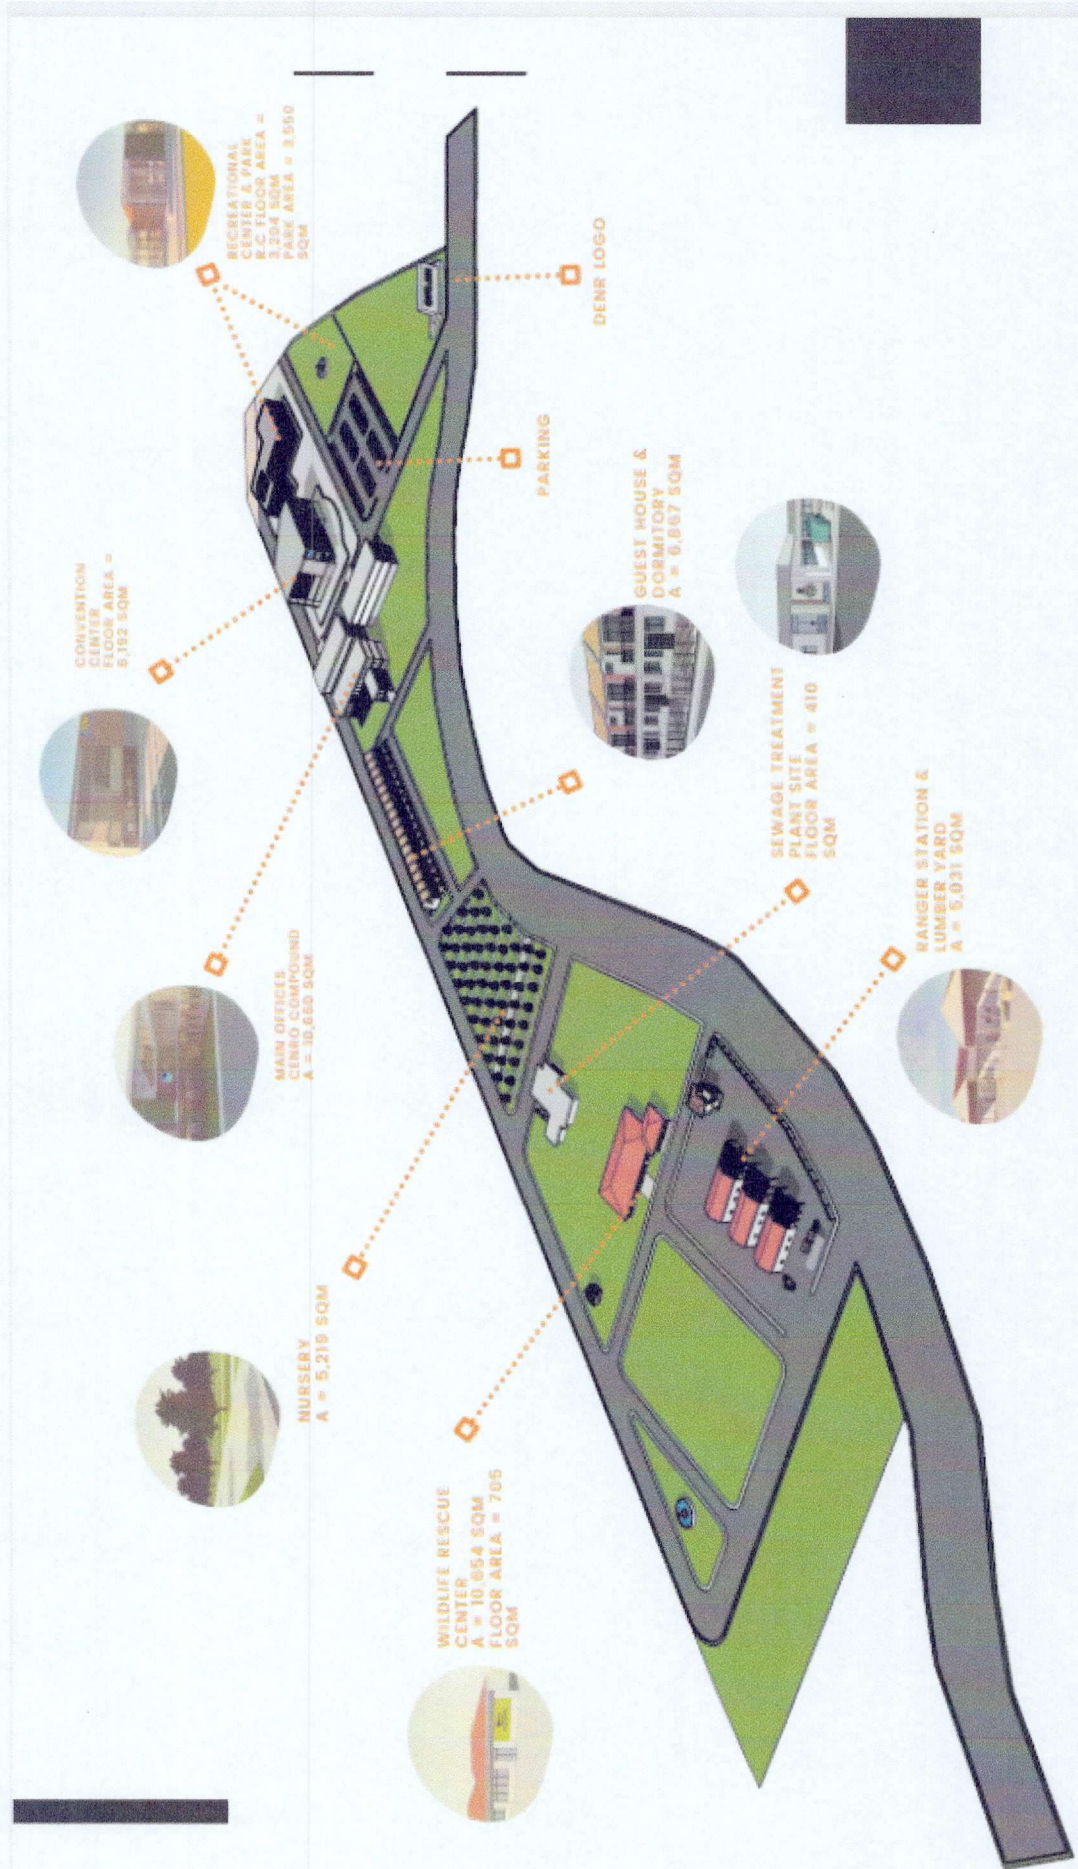 WILDLIFE RESCUE
CENTER
A = 10,654 SQM
FLOOR AREA = 705
SQM
NURSERY
A = 5,219 SQM
MAIN OFFICES
CENRO COMPOUND
A = 10,660 SQM
CONVENTION
CENTER
FLOOR AREA =
5,192 SQM
RECREATIONAL
CENTER & PARK
R.C FLOOR AREA =
3,204 SQM
PARK AREA = 3,550
SQM
RANGER STATION &
LUMBER YARD
A = 5,031 SQM
SEWAGE TREATMENT
PLANT SITE
FLOOR AREA = 410
SQM
GUEST HOUSE &
DORMITORY
A = 6,867 SQM
PARKING
DENR LOGO